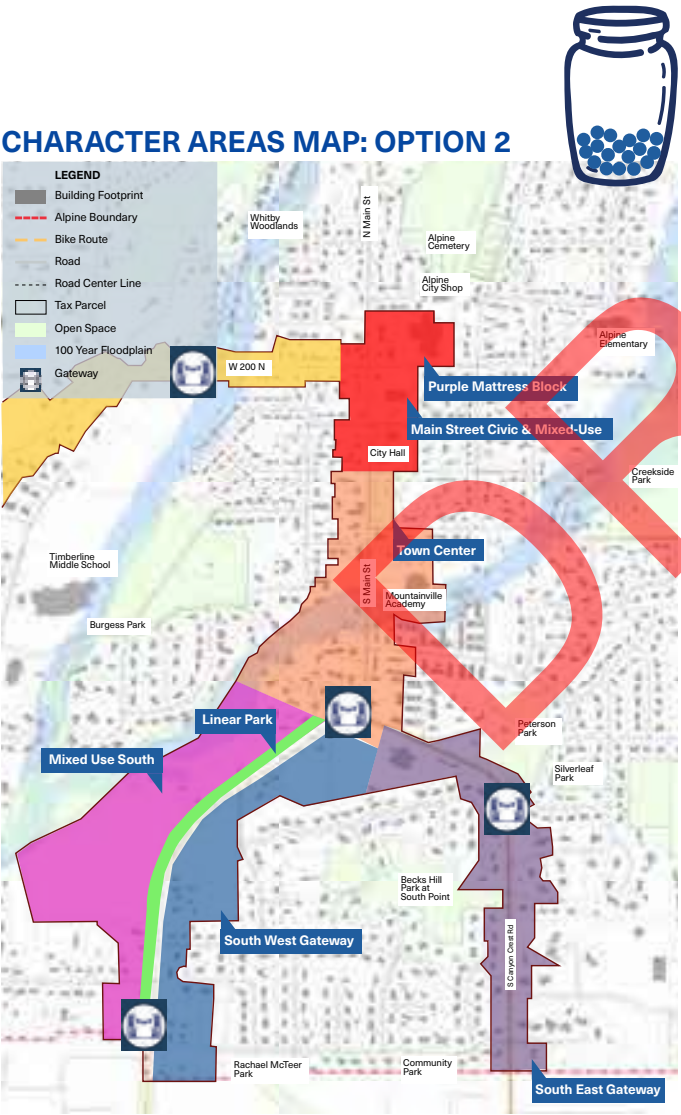 CHARACTER AREAS MAP: OPTION 2
LEGEND
Building Footprint
Alpine Boundary
Bike Route
Road
Road Center Line
Tax Parcel
Open Space
100 Year Floodplain
Gateway
Whitby
Woodlands
N Main St
Alpine
Cemetery
Alpine
City Shop
Alpine
Elementary
W 200 N
Purple Mattress Block
Main Street Civic & Mixed-Use
City Hall
Creekside
Park
Town Center
Timberline
Middle School
S Main St
Mountainville
Academy
Burgess Park
Linear Park
Peterson
Park
Mixed Use South
Silverleaf
Park
Becks Hill
Park at
South Point
South West Gateway
S Canyon Crest Rd
Rachael McTeer
Park
Community
Park
South East Gateway
DR